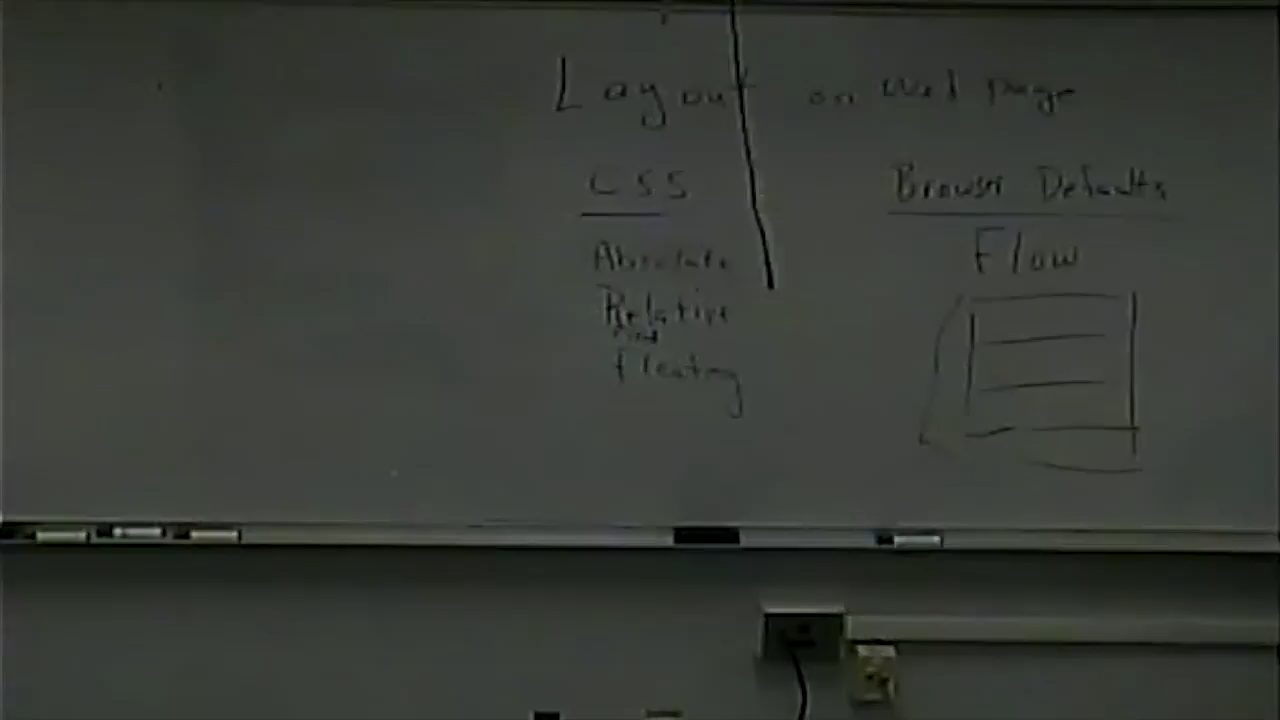 Layout on Web Page
CSS
Browser Defaults
Absolute
Flow
Relative
Floating